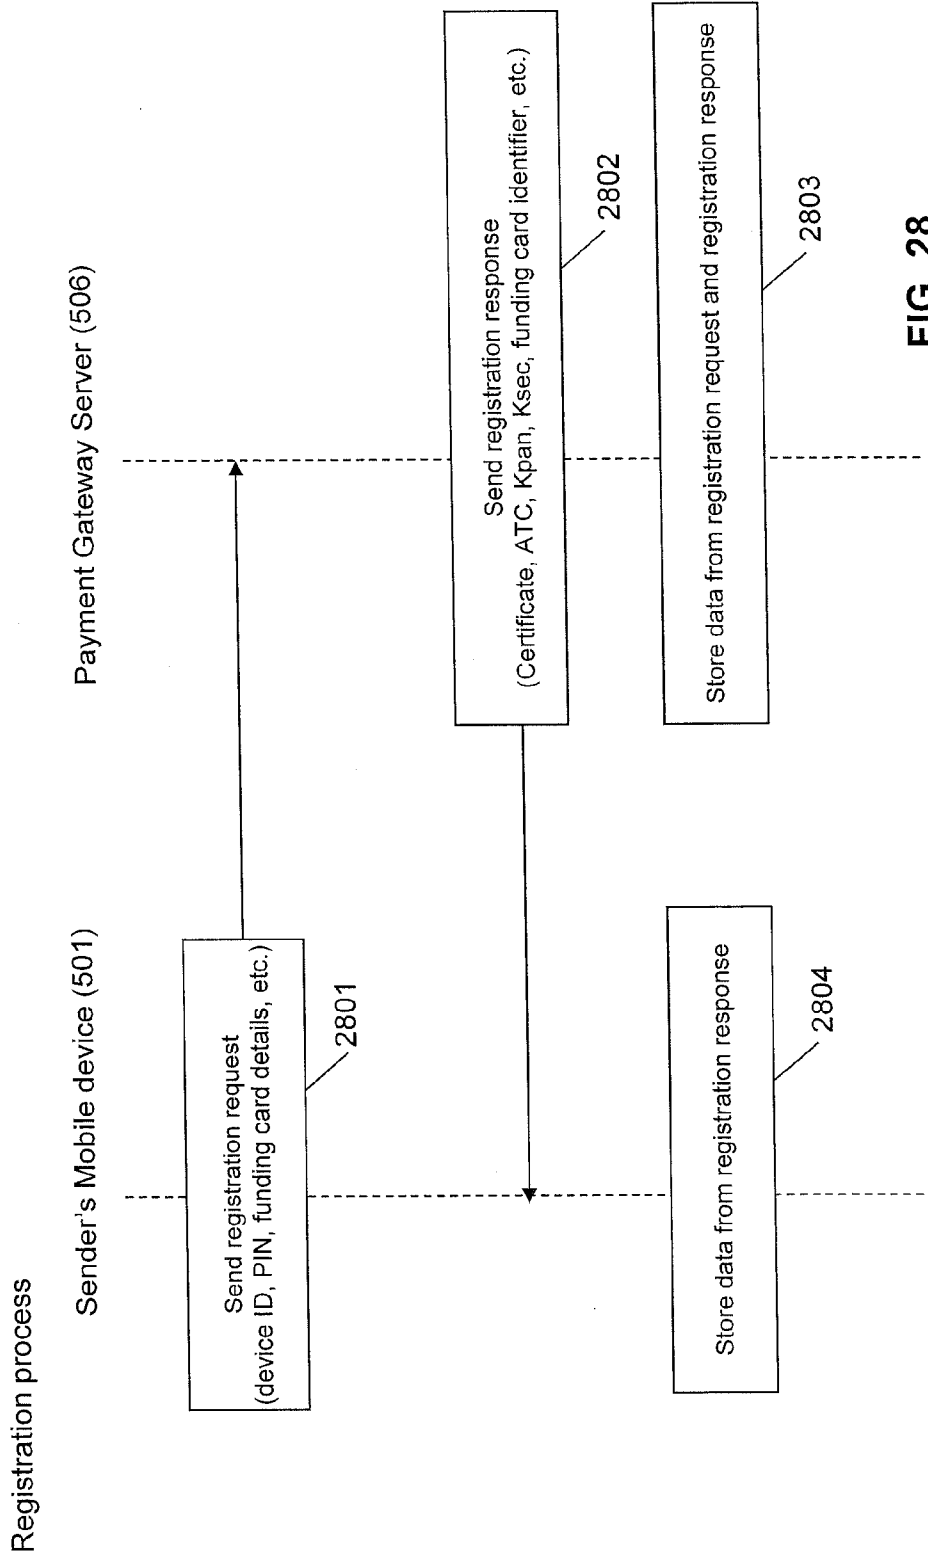 Registration process
Sender's Mobile device (501)
Payment Gateway Server (506)
Send registration request
(device ID, PIN, funding card details, etc.)
2801
Send registration response
(Certificate, ATC, Kpan, Ksec, funding card identifier, etc.)
2802
Store data from registration request and registration response
2803
Store data from registration response
2804
FIG. 28